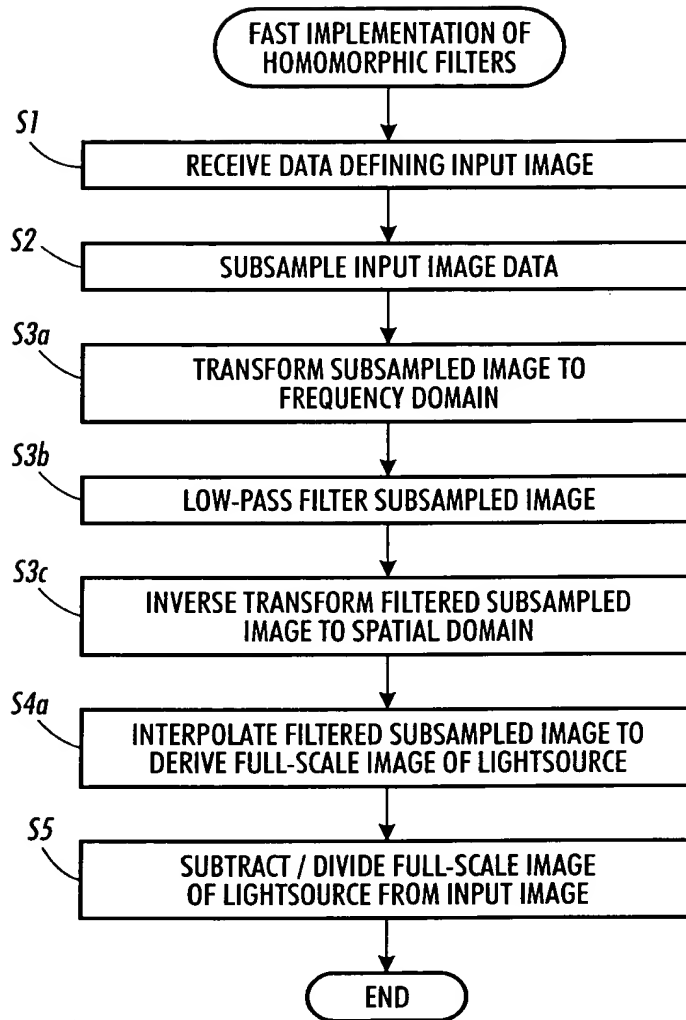 FAST IMPLEMENTATION OF
HOMOMORPHIC FILTERS
S1
RECEIVE DATA DEFINING INPUT IMAGE
S2
SUBSAMPLE INPUT IMAGE DATA
S3a
TRANSFORM SUBSAMPLED IMAGE TO
FREQUENCY DOMAIN
S3b
LOW-PASS FILTER SUBSAMPLED IMAGE
S3c
INVERSE TRANSFORM FILTERED SUBSAMPLED
IMAGE TO SPATIAL DOMAIN
S4a
INTERPOLATE FILTERED SUBSAMPLED IMAGE TO
DERIVE FULL-SCALE IMAGE OF LIGHTSOURCE
S5
SUBTRACT / DIVIDE FULL-SCALE IMAGE
OF LIGHTSOURCE FROM INPUT IMAGE
END